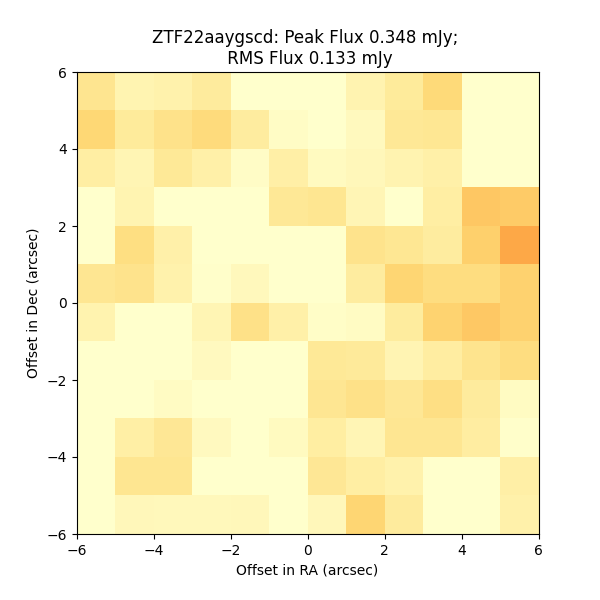 ZTF22aaygscd: Peak Flux 0.348 mJy;
RMS Flux 0.133 mJy
6
4
2
0
−2
−4
−6
Offset in Dec (arcsec)
−6 −4 −2 0 2 4 6
Offset in RA (arcsec)